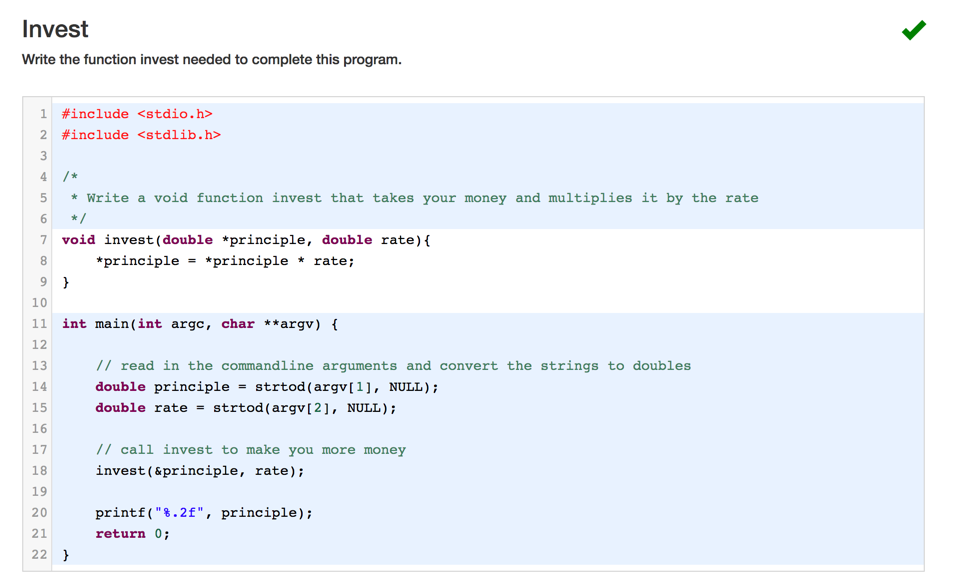 Invest
Write the function invest needed to complete this program.
1 #include <stdio.h>
2 #include <stdlib.h>
3
4 /*
5  * Write a void function invest that takes your money and multiplies it by the rate
6  */
7 void invest(double *principle, double rate){
8     *principle = *principle * rate;
9 }
10
11 int main(int argc, char **argv) {
12
13     // read in the commandline arguments and convert the strings to doubles
14     double principle = strtod(argv[1], NULL);
15     double rate = strtod(argv[2], NULL);
16
17     // call invest to make you more money
18     invest(&principle, rate);
19
20     printf("%.2f", principle);
21     return 0;
22 }